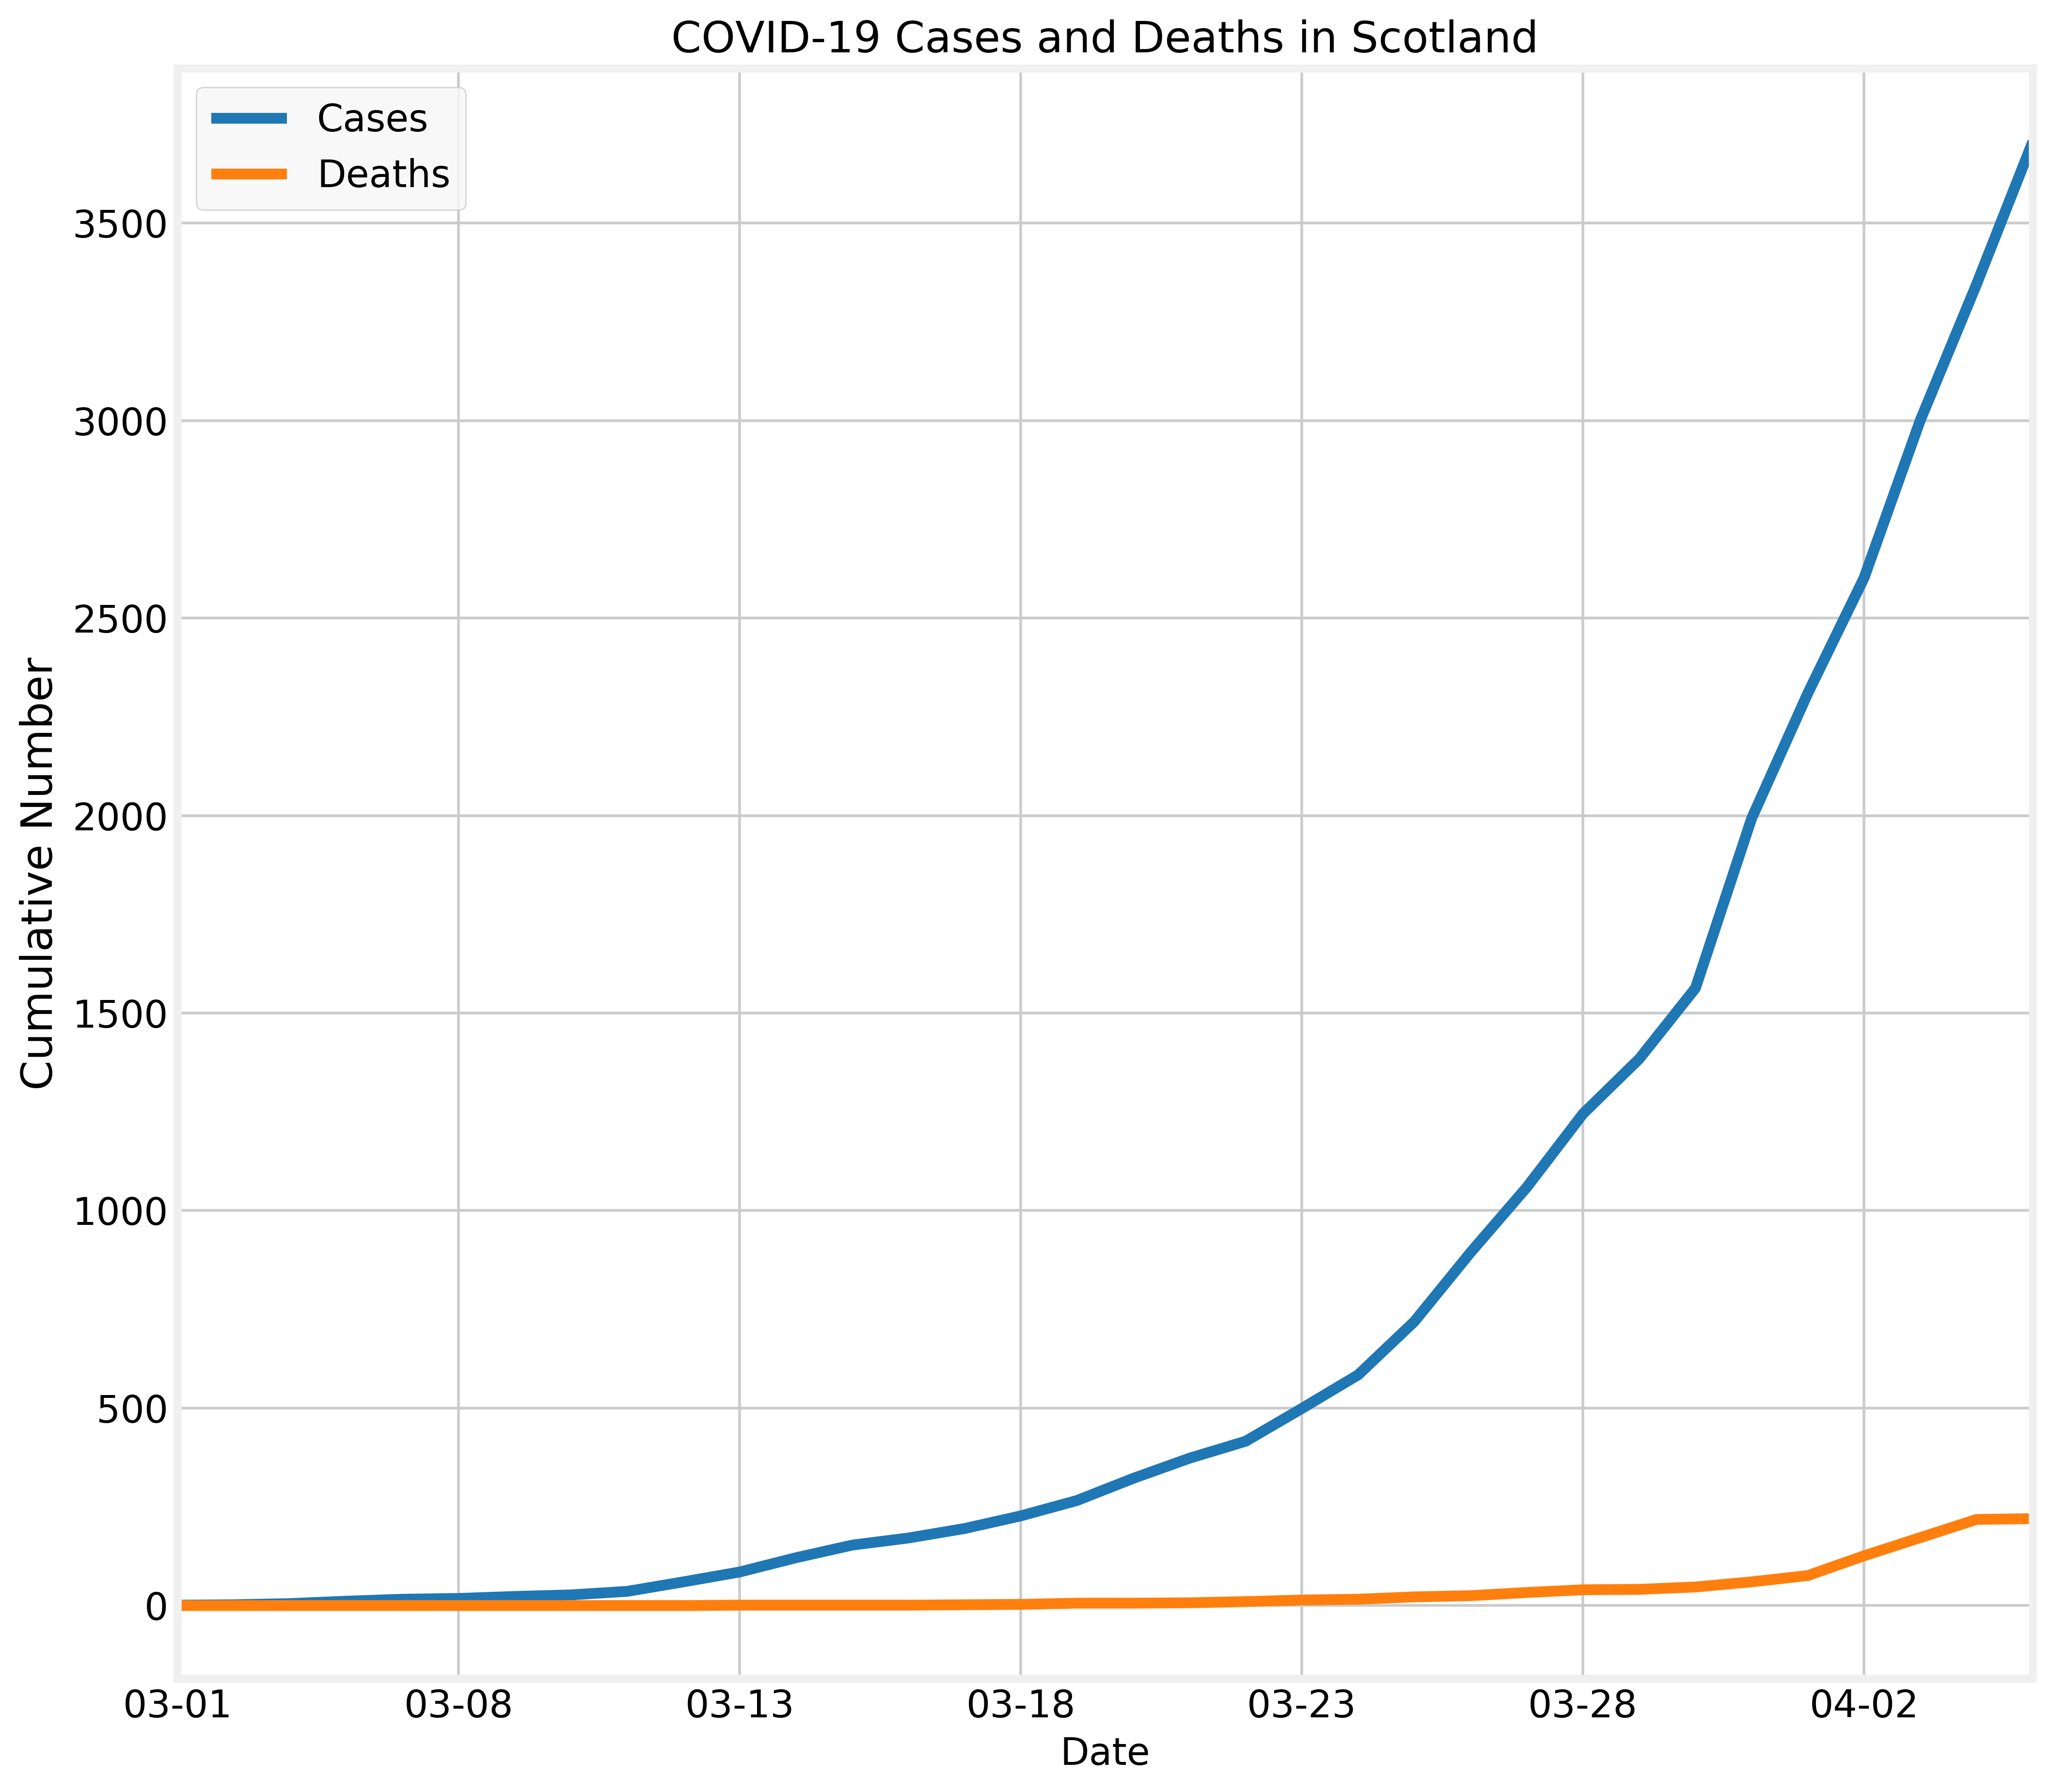 COVID-19 Cases and Deaths in Scotland
Cases
Deaths
3500
3000
2500
2000
1500
1000
500
0
Cumulative Number
03-01 03-08 03-13 03-18 03-23 03-28 04-02
Date